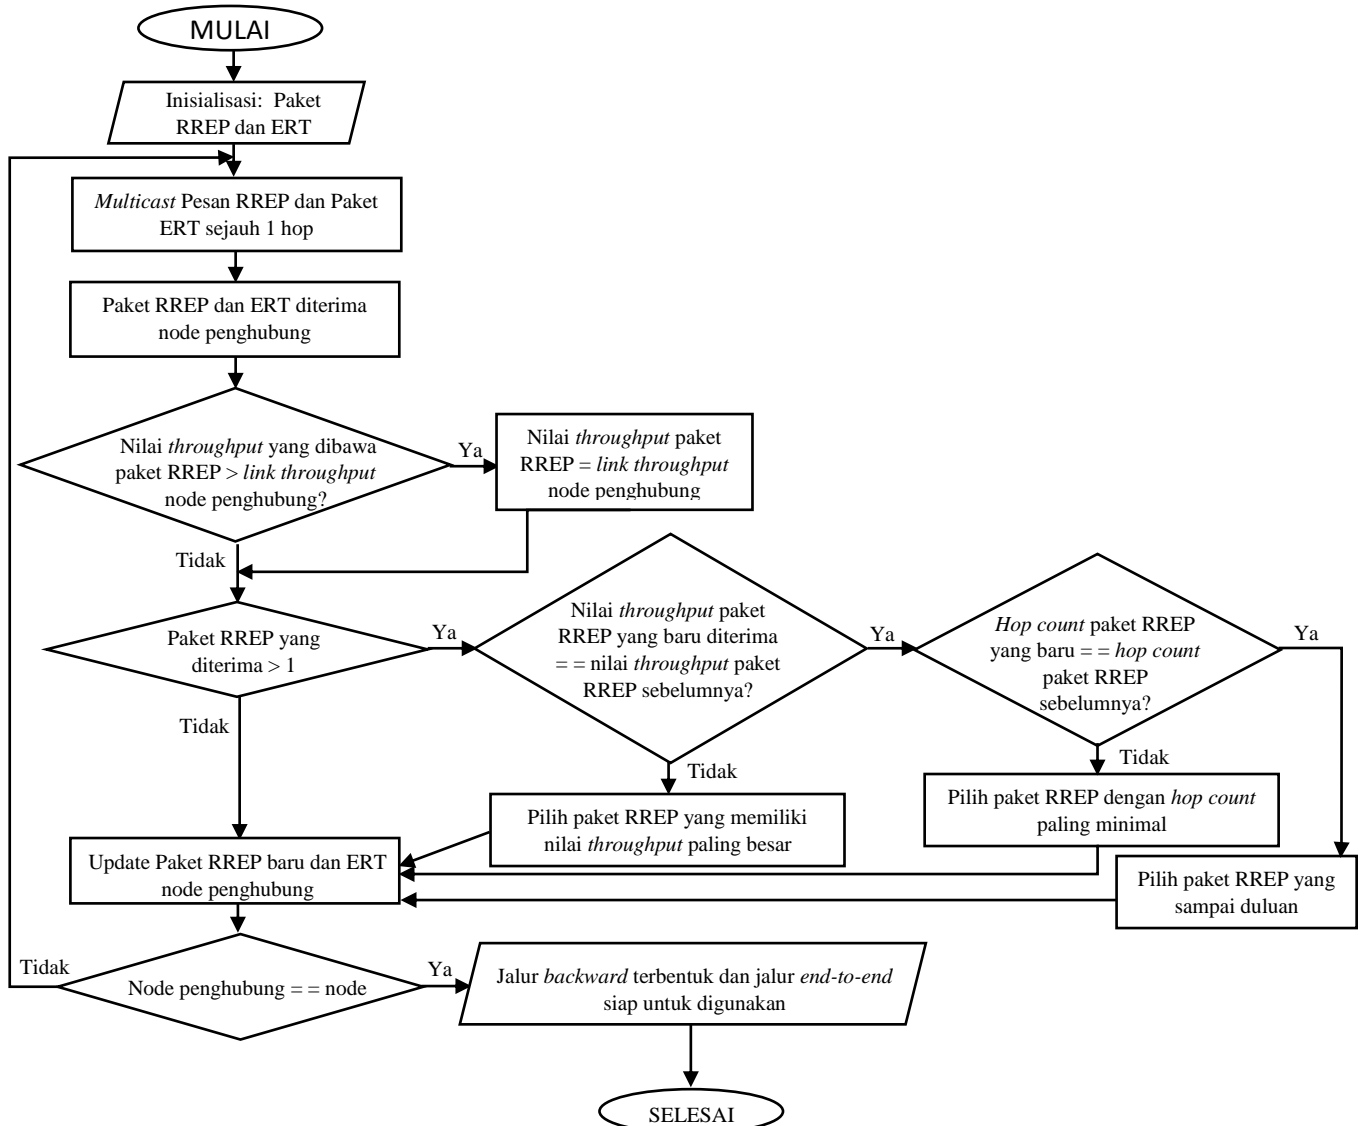 MULAI
Inisialisasi: Paket
RREP dan ERT
Multicast Pesan RREP dan Paket
ERT sejauh 1 hop
Paket RREP dan ERT diterima
node penghubung
Nilai throughput yang dibawa
paket RREP > link throughput
node penghubung?
Ya
Nilai throughput paket
RREP = link throughput
node penghubung
Tidak
Paket RREP yang
diterima > 1
Ya
Nilai throughput paket
RREP yang baru diterima
= = nilai throughput paket
RREP sebelumnya?
Ya
Hop count paket RREP
yang baru = = hop count
paket RREP
sebelumnya?
Ya
Tidak
Tidak
Tidak
Pilih paket RREP yang memiliki
nilai throughput paling besar
Pilih paket RREP dengan hop count
paling minimal
Update Paket RREP baru dan ERT
node penghubung
Pilih paket RREP yang
sampai duluan
Tidak
Node penghubung = = node
Ya
Jalur backward terbentuk dan jalur end-to-end
siap untuk digunakan
SELESAI